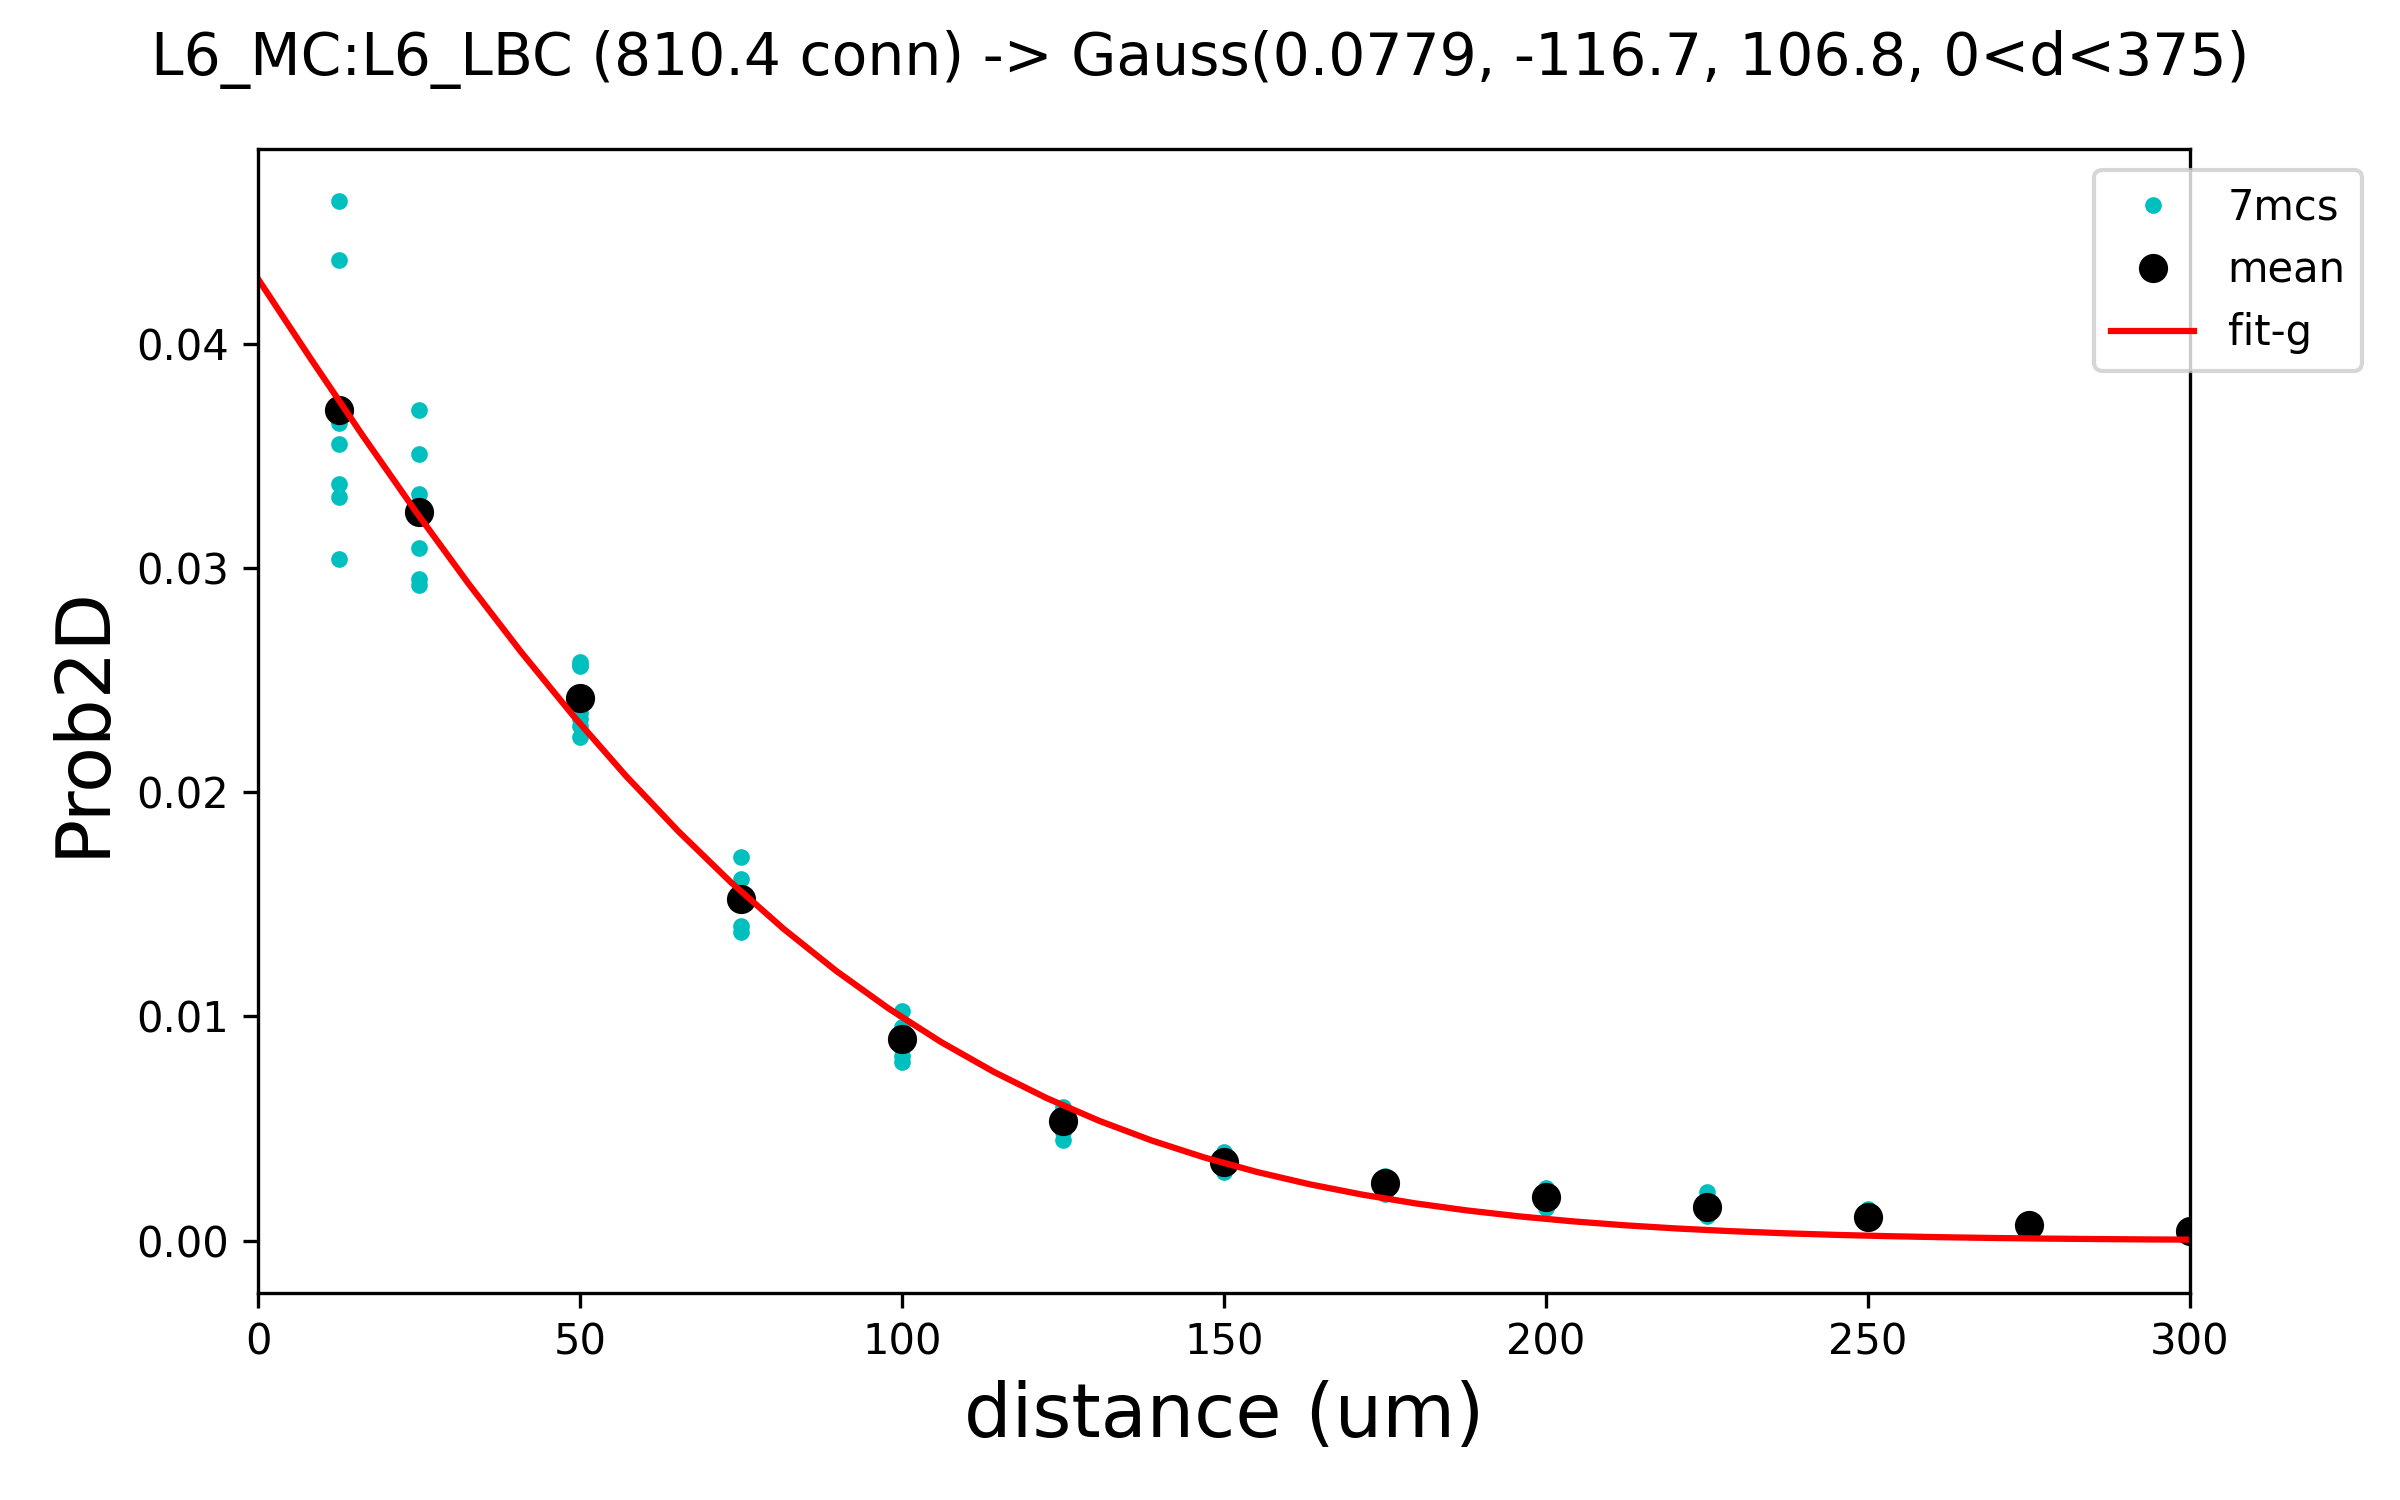 L6_MC:L6_LBC (810.4 conn) -> Gauss(0.0779, -116.7, 106.8, 0<d<375)
7mcs
mean
fit-g
Prob2D
0.04
0.03
0.02
0.01
0.00
0 50 100 150 200 250 300
distance (um)